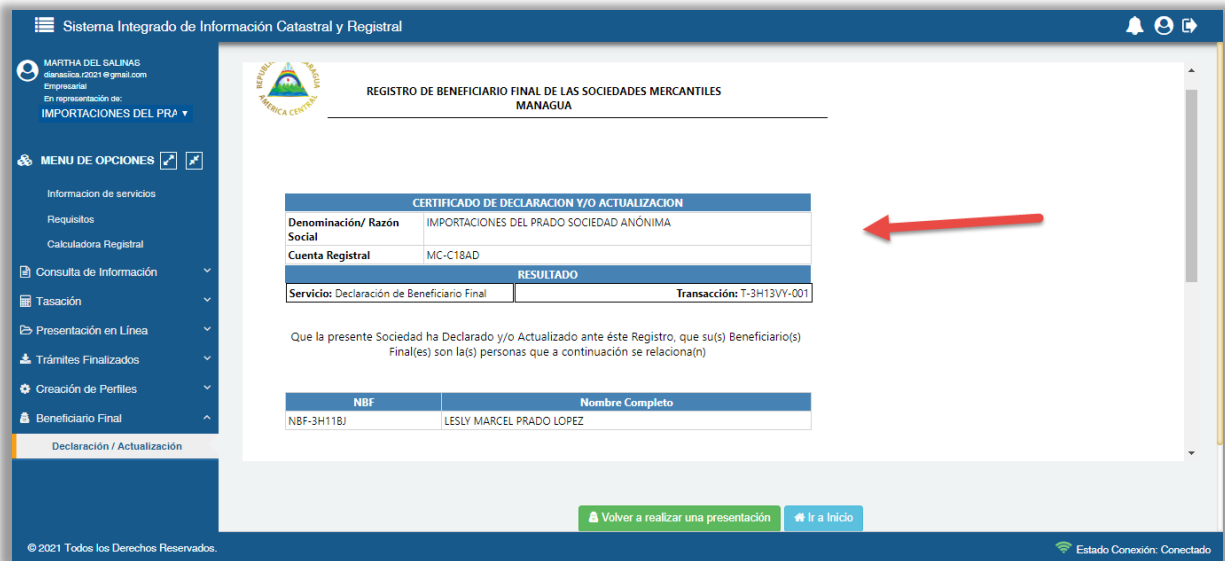 Sistema Integrado de Información Catastral y Registral
MARTHA DEL SALINAS
dianasiica.r2021@gmail.com
Empresarial
En representación de:
IMPORTACIONES DEL PRA
MENU DE OPCIONES
Informacion de servicios
Requisitos
Calculadora Registral
Consulta de Información
Tasación
Presentación en Línea
Trámites Finalizados
Creación de Perfiles
Beneficiario Final
Declaración / Actualización
AMERICA CENTRAL
REGISTRO DE BENEFICIARIO FINAL DE LAS SOCIEDADES MERCANTILES
MANAGUA
CERTIFICADO DE DECLARACION Y/O ACTUALIZACION
Denominación/ Razón Social IMPORTACIONES DEL PRADO SOCIEDAD ANÓNIMA
Cuenta Registral MC-C18AD
RESULTADO
Servicio: Declaración de Beneficiario Final Transacción: T-3H13VY-001
Que la presente Sociedad ha Declarado y/o Actualizado ante éste Registro, que su(s) Beneficiario(s)
Final(es) son la(s) personas que a continuación se relaciona(n)
NBF Nombre Completo
NBF-3H11BJ LESLY MARCEL PRADO LOPEZ
Volver a realizar una presentación Ir a Inicio
© 2021 Todos los Derechos Reservados. Estado Conexión: Conectado